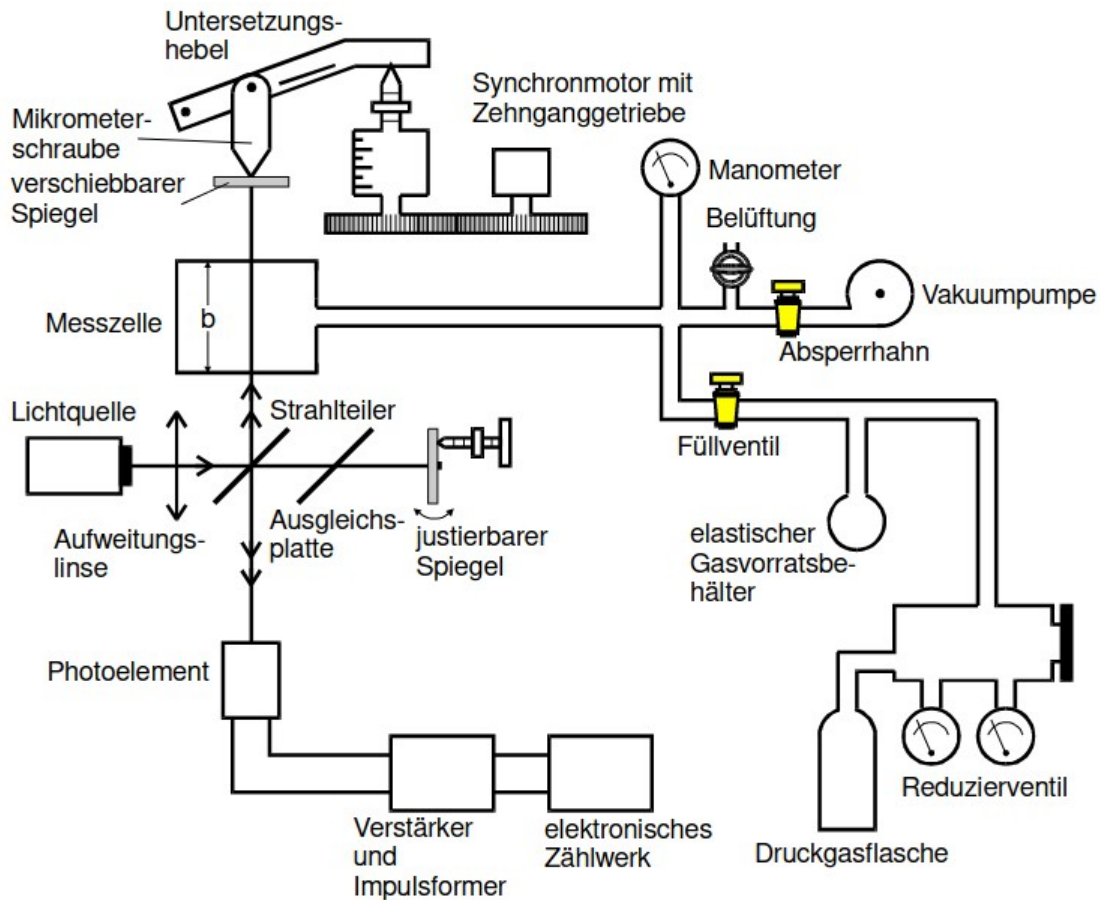 Untersetzungs-
hebel
Synchronmotor mit
Zehnganggetriebe
Mikrometer-
schraube
verschiebbarer
Spiegel
Manometer
Belüftung
Vakuumpumpe
Messzelle
b
Absperrhahn
Lichtquelle
Strahlteiler
Füllventil
Aufweitungs-
linse
Ausgleichs-
platte
justierbarer
Spiegel
elastischer
Gasvorratsbe-
hälter
Photoelement
Reduzierventil
Verstärker
und
Impulsformer
elektronisches
Zählwerk
Druckgasflasche